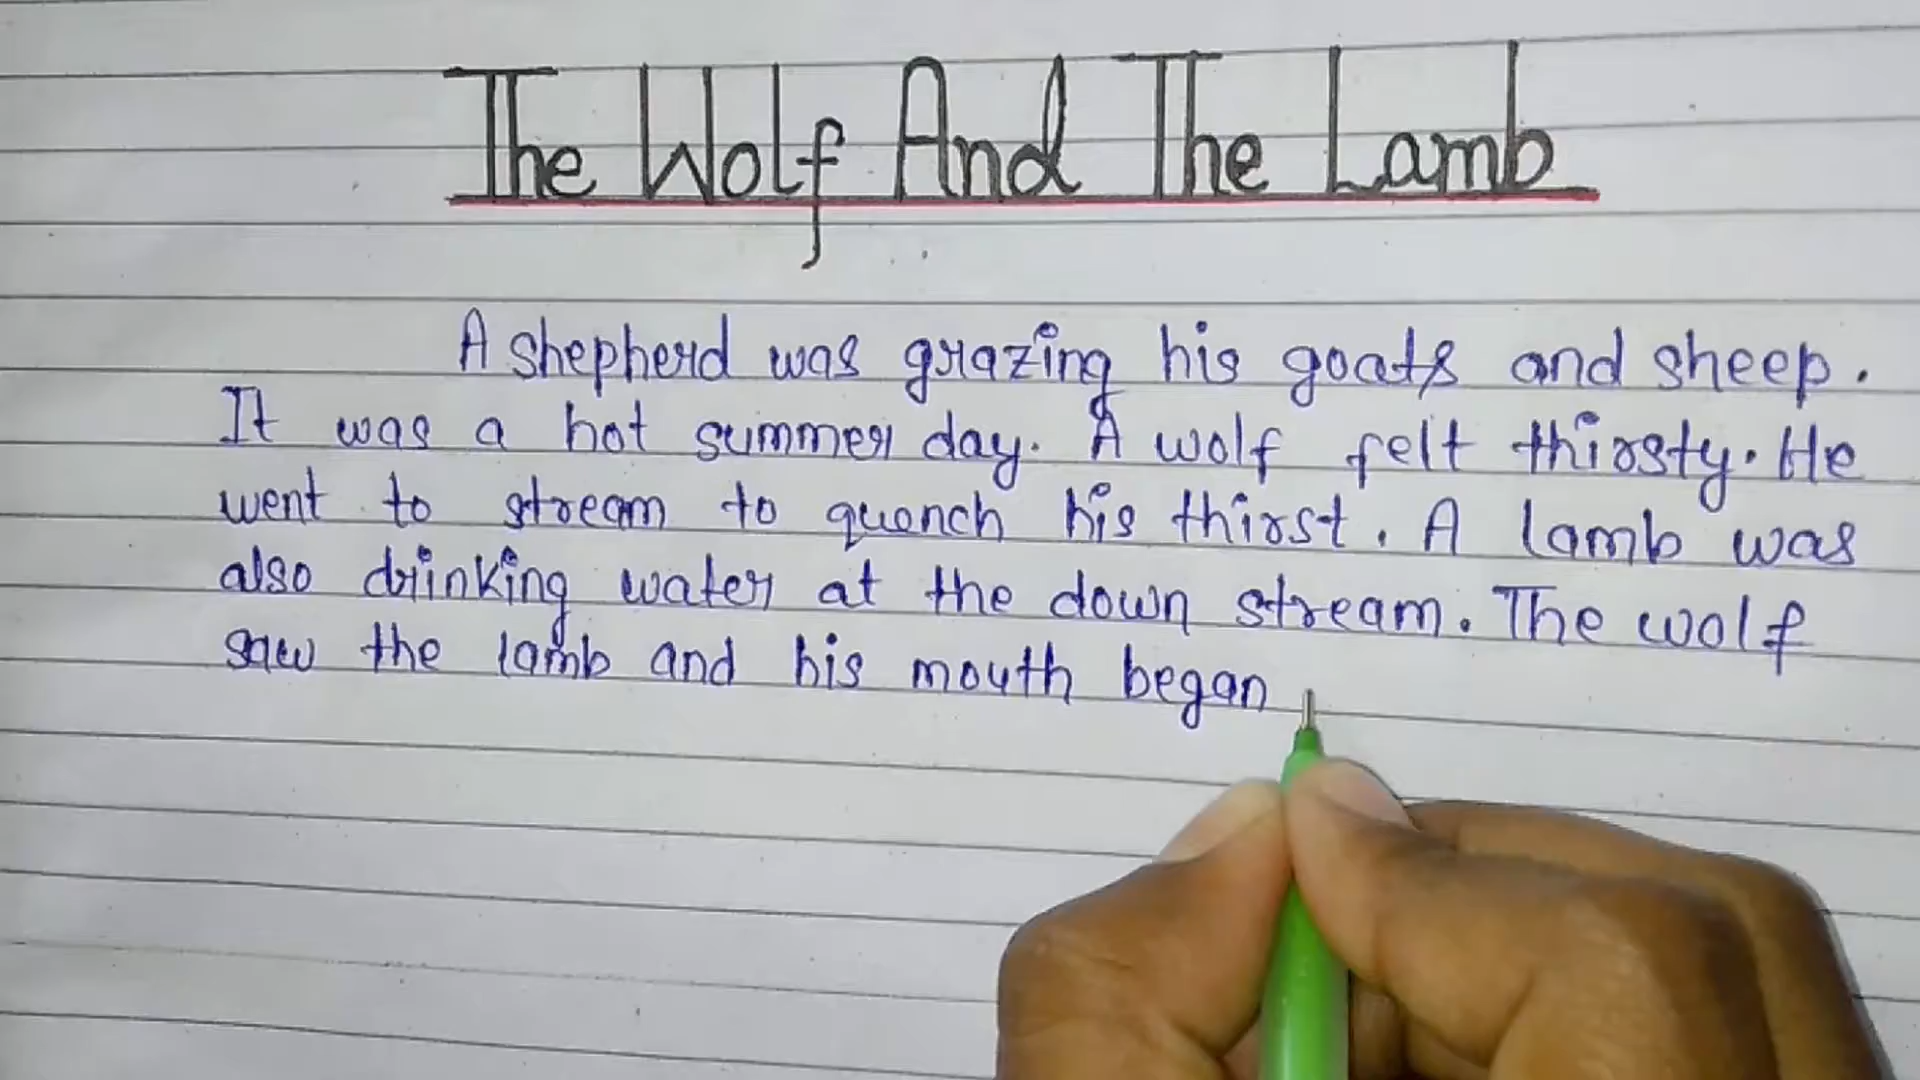 The Wolf And The Lamb
A shepherd was grazing his goats and sheep.
It was a hot summer day. A wolf felt thirsty. He
went to stream to quench his thirst. A lamb was
also drinking water at the down stream. The wolf
saw the lamb and his mouth began